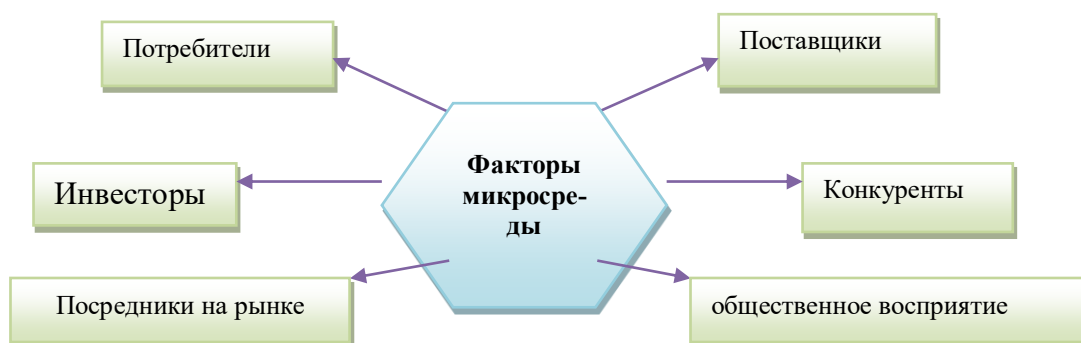 Потребители
Поставщики
Факторы
микросре-
ды
Инвесторы
Конкуренты
Посредники на рынке
общественное восприятие